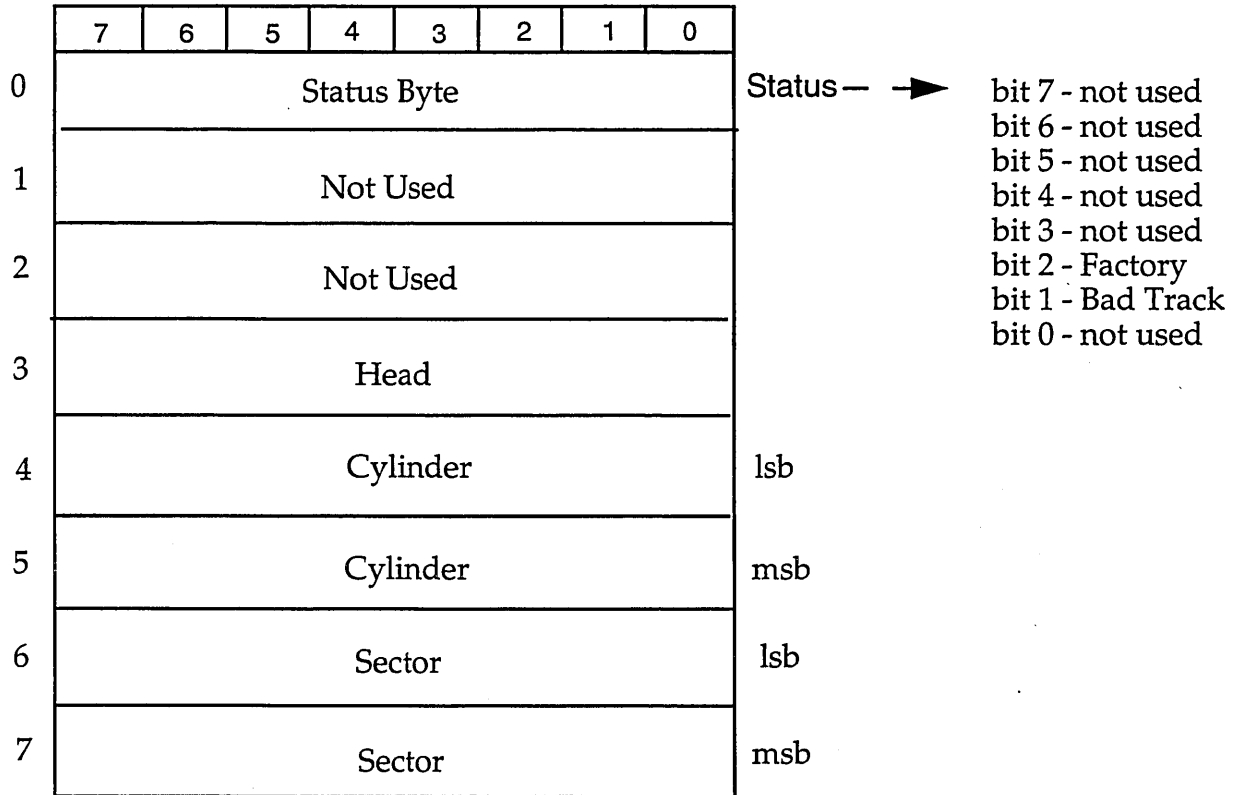 7 6 5 4 3 2 1 0
0 Status Byte Status bit 7 - not used
bit 6 - not used
bit 5 - not used
1 Not Used bit 4 - not used
bit 3 - not used
2 Not Used bit 2 - Factory
bit 1 - Bad Track
bit 0 - not used
3 Head
4 Cylinder lsb
5 Cylinder msb
6 Sector lsb
7 Sector msb